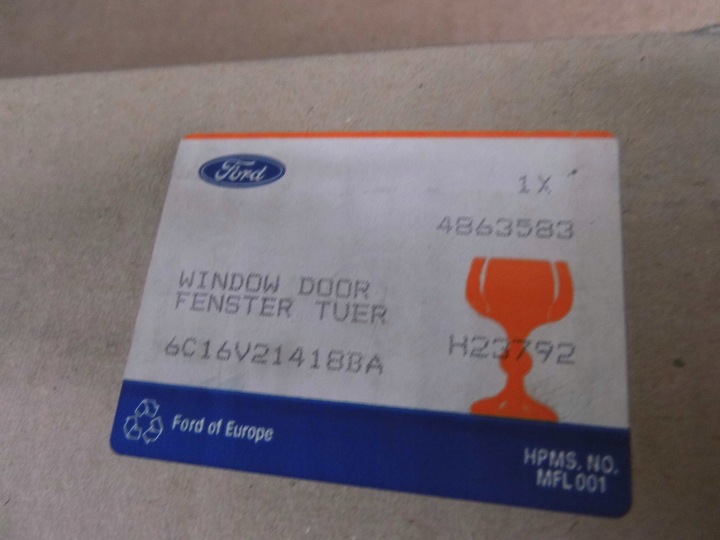 Ford
1X
4863583
WINDOW DOOR
FENSTER TUER
6C16V21418BA
H23792
Ford of Europe
HPMS. NO.
MFL 001